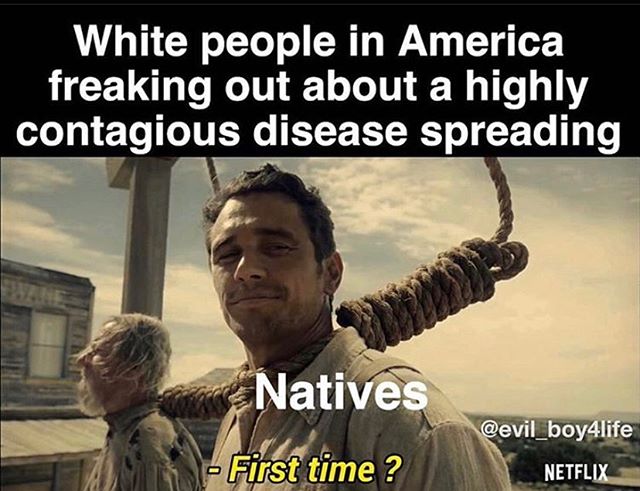 White people in America
freaking out about a highly
contagious disease spreading
Natives
@evil_boy4life
- First time ?
NETFLIX